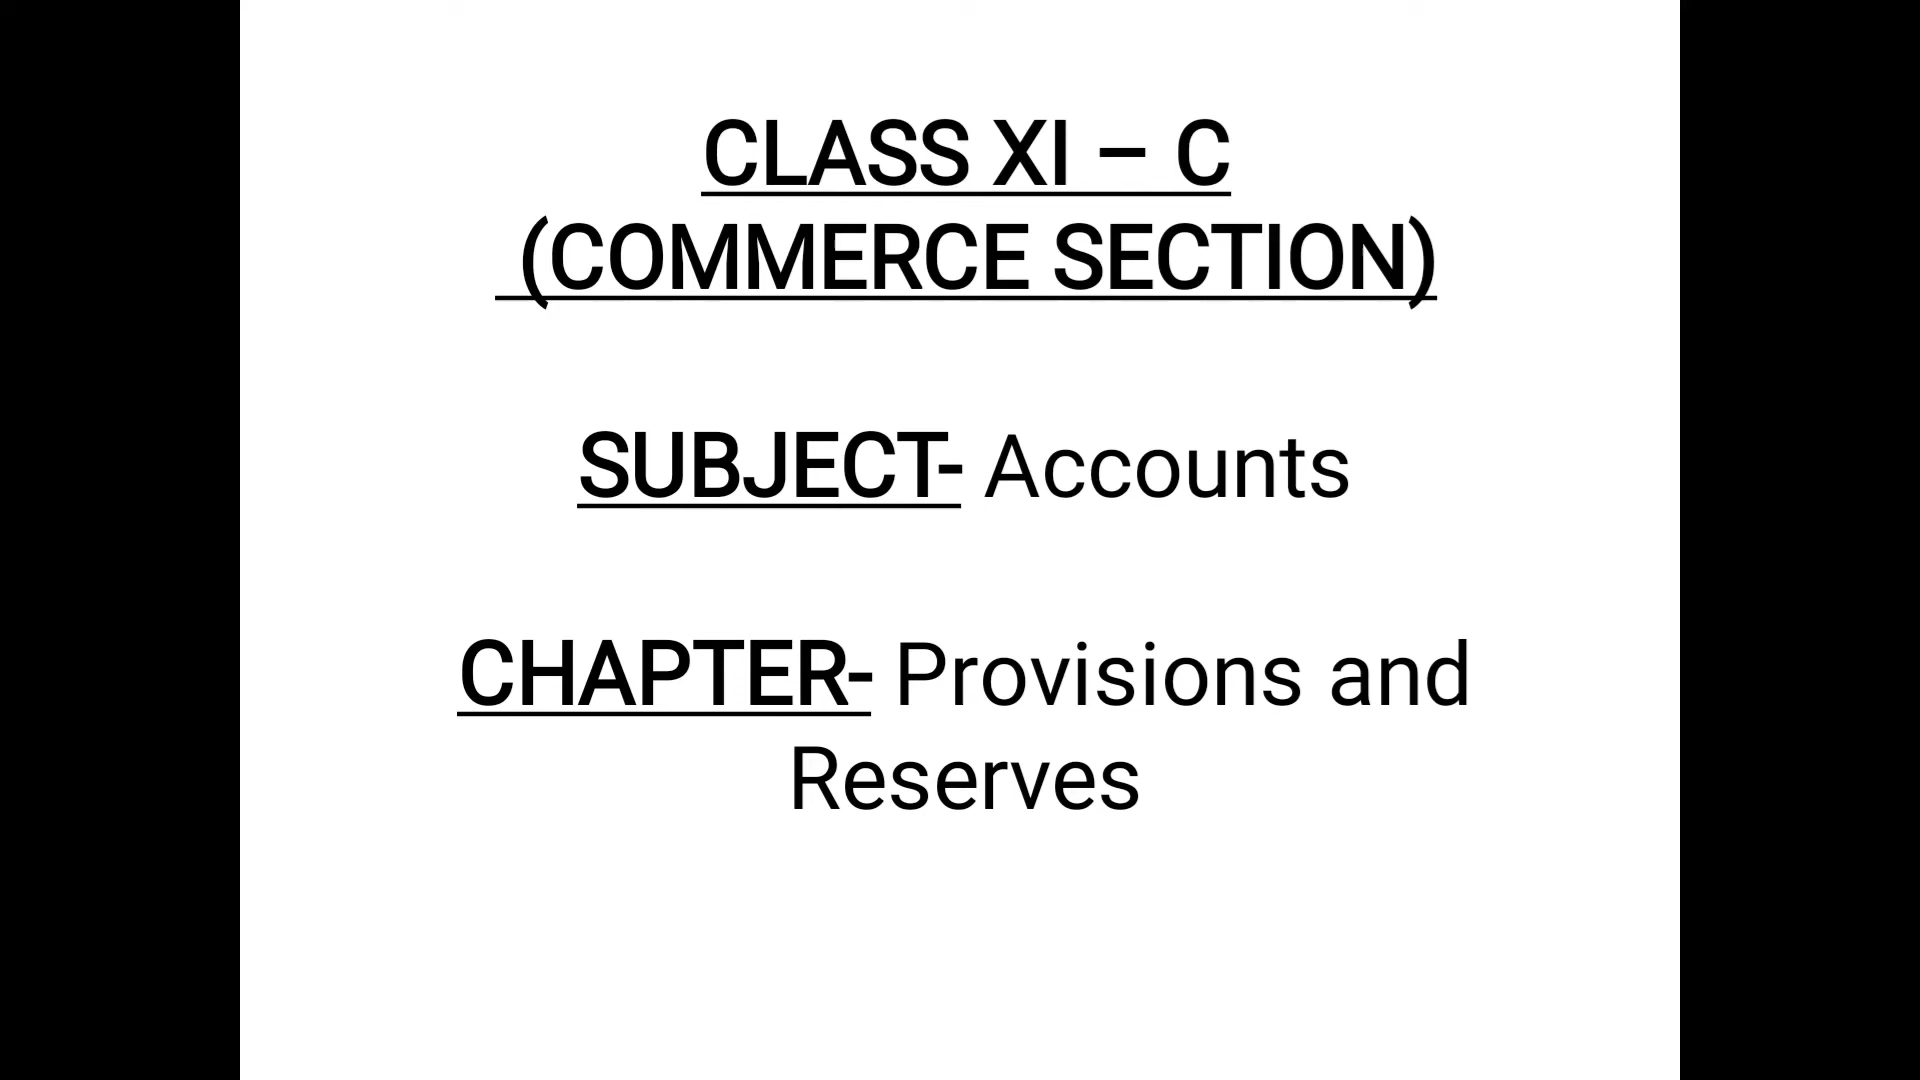 CLASS XI – C
(COMMERCE SECTION)
SUBJECT- Accounts
CHAPTER- Provisions and
Reserves